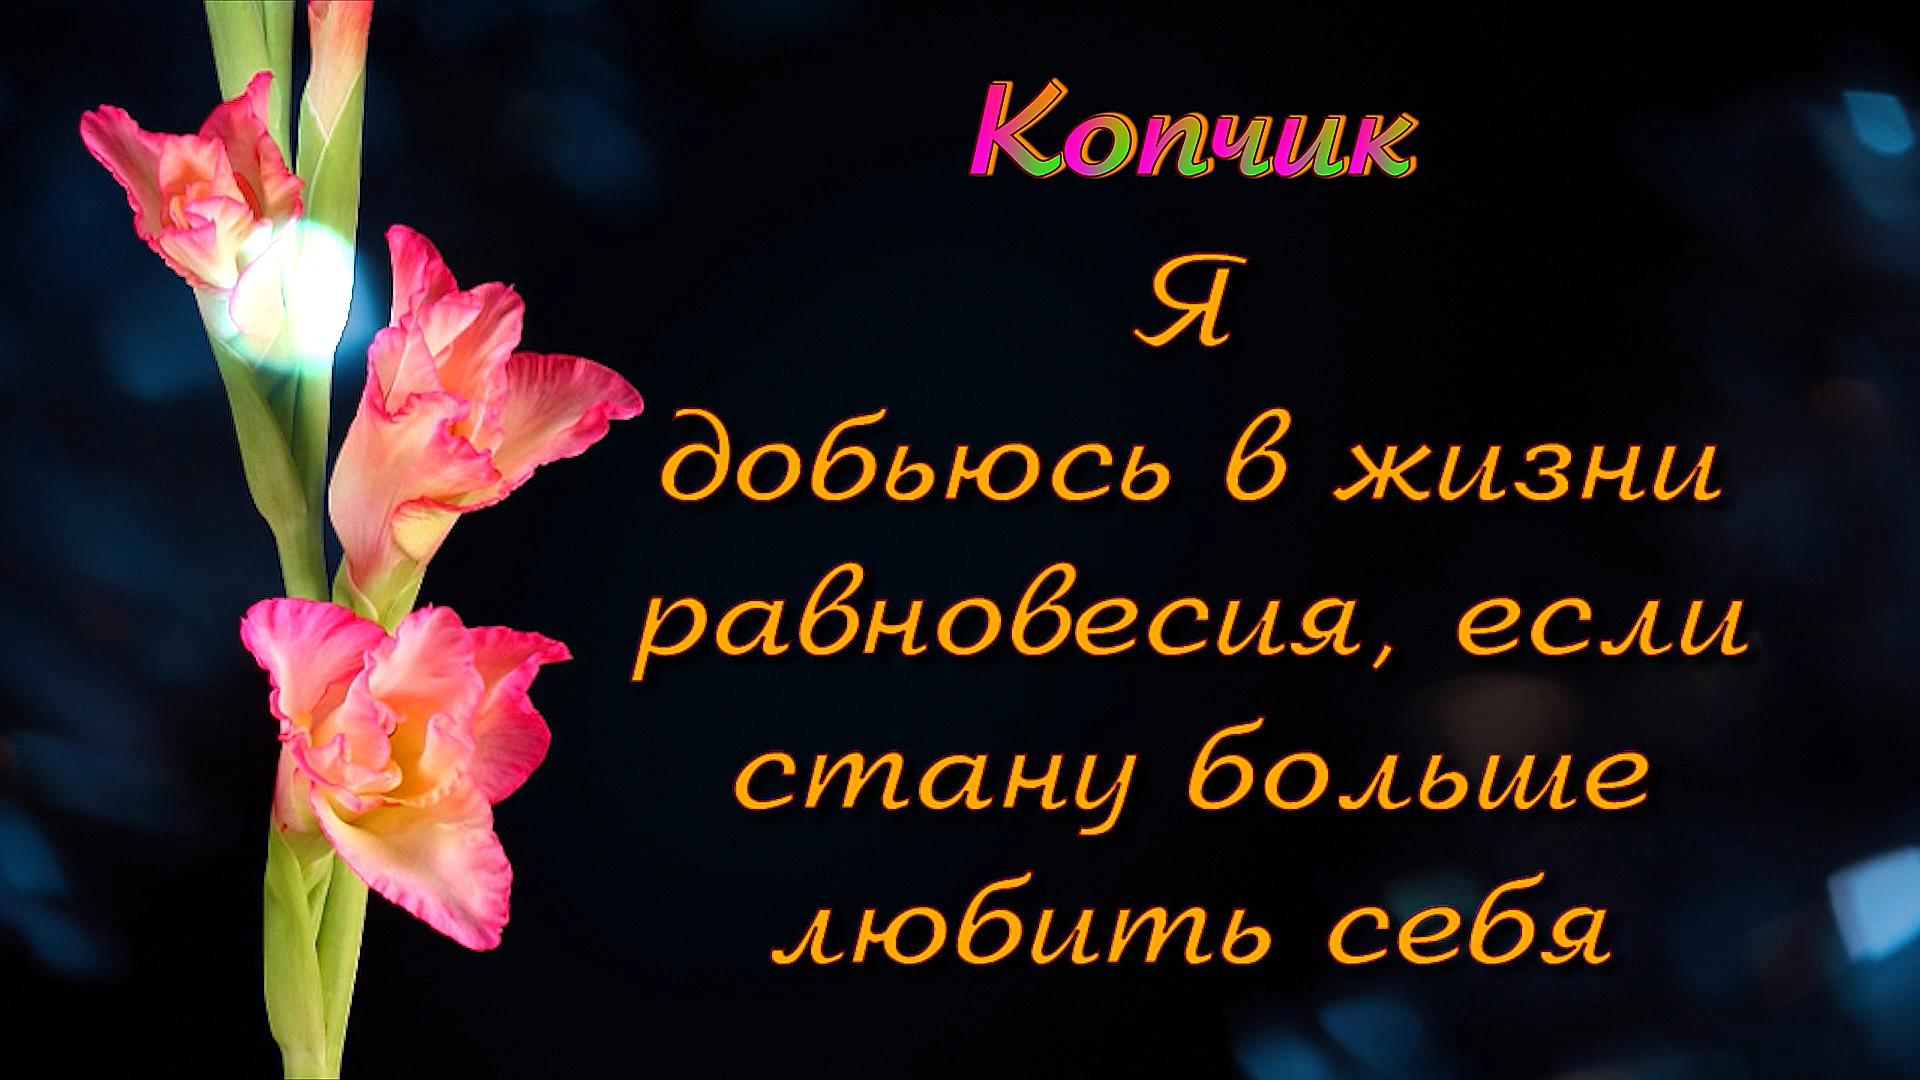 Копчик
Я
добьюсь в жизни
равновесия, если
стану больше
любить себя